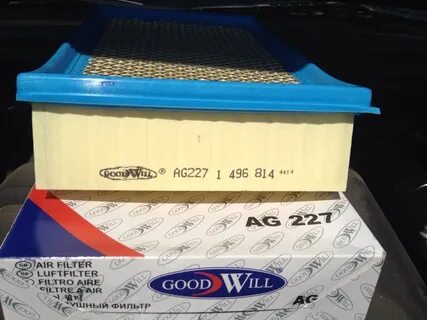 GOODWILL® AG227 1 496 814 4414
AG 227
AIR FILTER
LUFTFILTER
FILTRO AIRE
FILTRE A AIR
ФИЛЬТР
GOOD WILL
AG